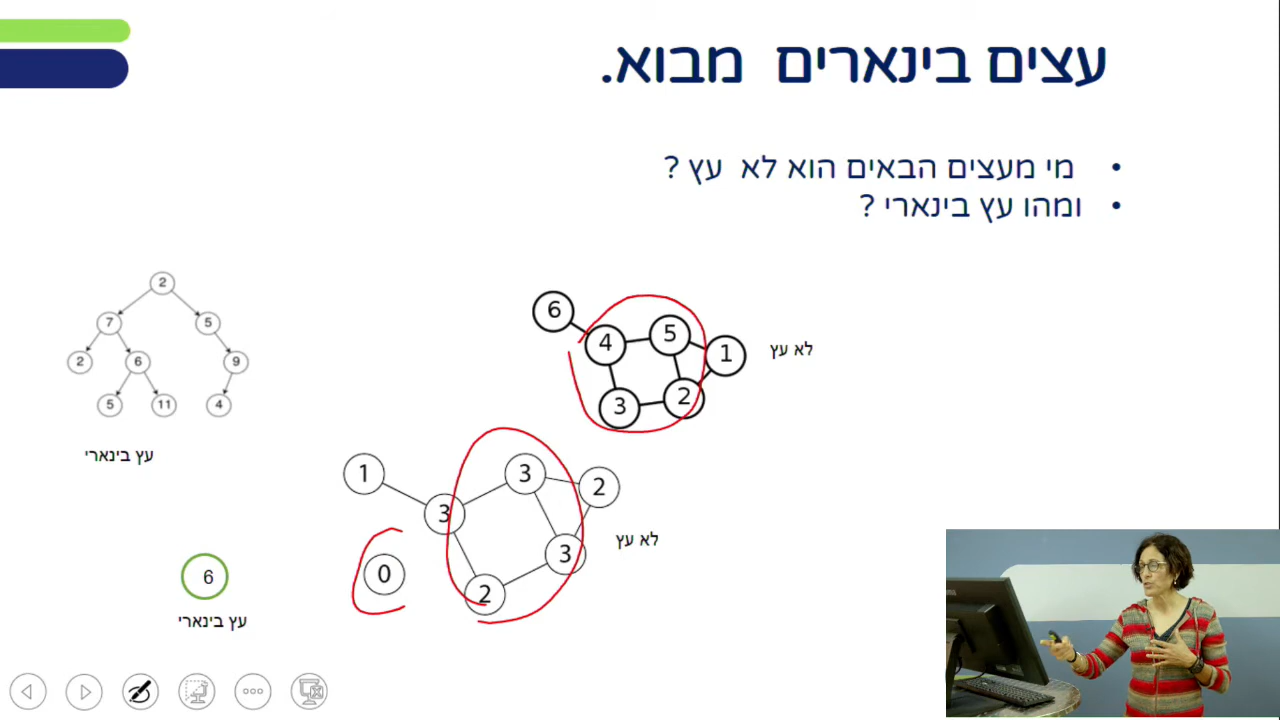 עצים בינארים מבוא.
• מי מעצים הבאים הוא לא עץ ?
• ומהו עץ בינארי ?
2
7 5
2 6 9
5 11 4
עץ בינארי
6
4 5 1
3 2
לא עץ
1 3 2
3
3
0 2
לא עץ
6
עץ בינארי